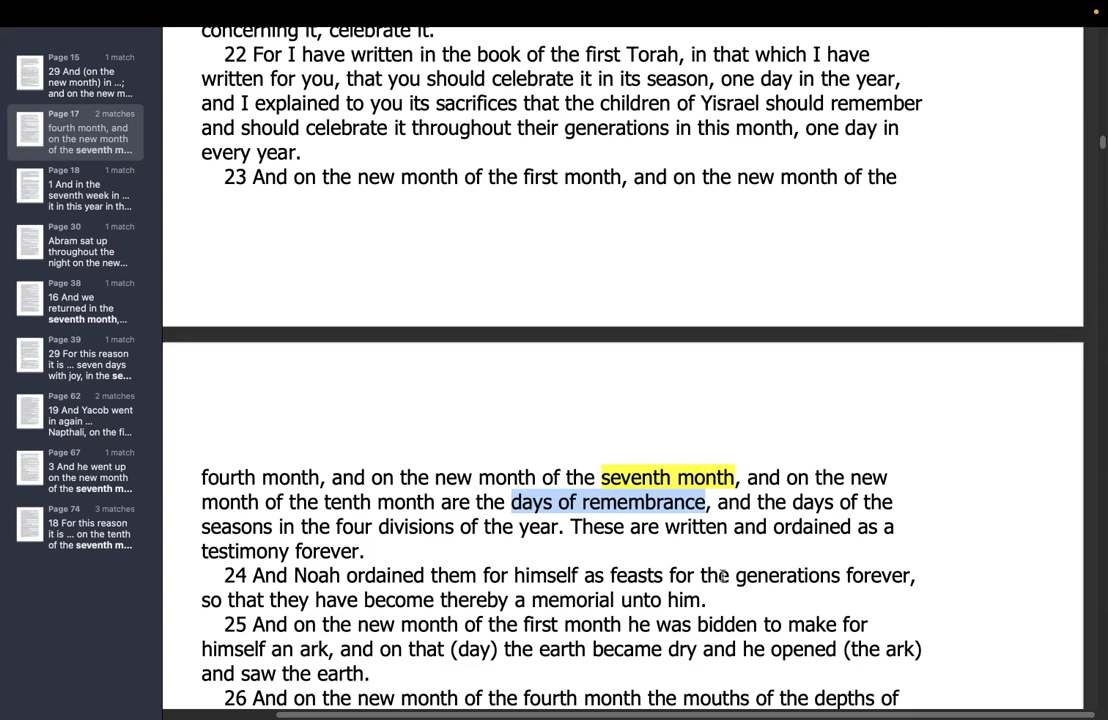 Page 15 1 match
29 And (on the
new month) in ...;
and on the new m...
Page 17 2 matches
fourth month, and
on the new month
of the seventh m...
Page 18 1 match
1 And in the
seventh week in ...
it in this year in th...
Page 30 1 match
Abram sat up
throughout the
night on the new...
Page 38 1 match
16 And we
returned in the
seventh month,...
Page 39 1 match
29 For this reason
it is ... seven days
with joy, in the se...
Page 62 2 matches
19 And Yacob went
in again ...
Napthali, on the fi...
Page 67 1 match
3 And he went up
on the new month
of the seventh m...
Page 74 3 matches
18 For this reason
it is ... on the tenth
of the seventh m...
concerning it, celebrate it.
22 For I have written in the book of the first Torah, in that which I have
written for you, that you should celebrate it in its season, one day in the year,
and I explained to you its sacrifices that the children of Yisrael should remember
and should celebrate it throughout their generations in this month, one day in
every year.
23 And on the new month of the first month, and on the new month of the
fourth month, and on the new month of the seventh month, and on the new
month of the tenth month are the days of remembrance, and the days of the
seasons in the four divisions of the year. These are written and ordained as a
testimony forever.
24 And Noah ordained them for himself as feasts for the generations forever,
so that they have become thereby a memorial unto him.
25 And on the new month of the first month he was bidden to make for
himself an ark, and on that (day) the earth became dry and he opened (the ark)
and saw the earth.
26 And on the new month of the fourth month the mouths of the depths of